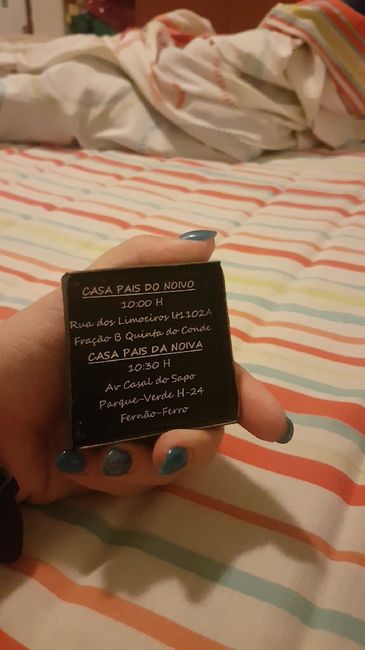 CASA PAIS DO NOIVO
10:00 H
Rua dos Limoeiros lt1102A
Fração B Quinta do Conde
CASA PAIS DA NOIVA
10:30 H
Av Casal do Sapo
Parque-Verde H-24
Fernão-Ferro